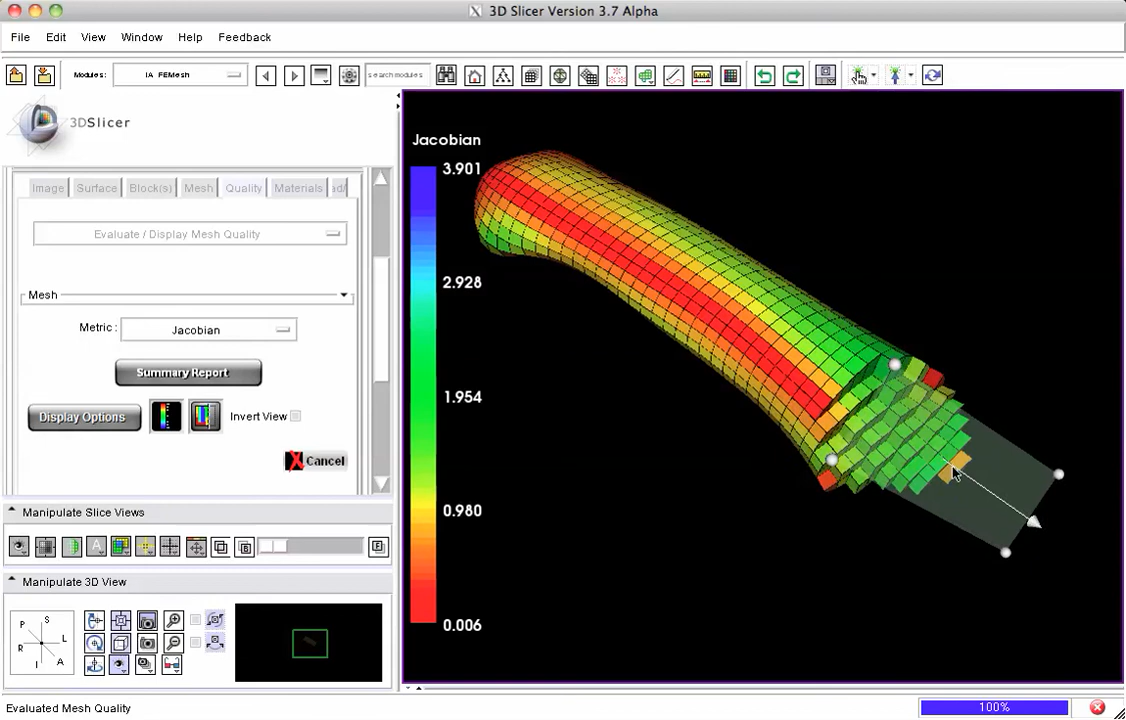 3D Slicer Version 3.7 Alpha
File Edit View Window Help Feedback
Modules: IA_FEMesh search modules
3DSlicer
Image Surface Block(s) Mesh Quality Materials ad/
Evaluate / Display Mesh Quality
Mesh
Metric : Jacobian
Summary Report
Display Options Invert View
Cancel
Manipulate Slice Views
A B F
Manipulate 3D View
P S
R L
I A
Jacobian
3.901
2.928
1.954
0.980
0.006
Evaluated Mesh Quality 100%